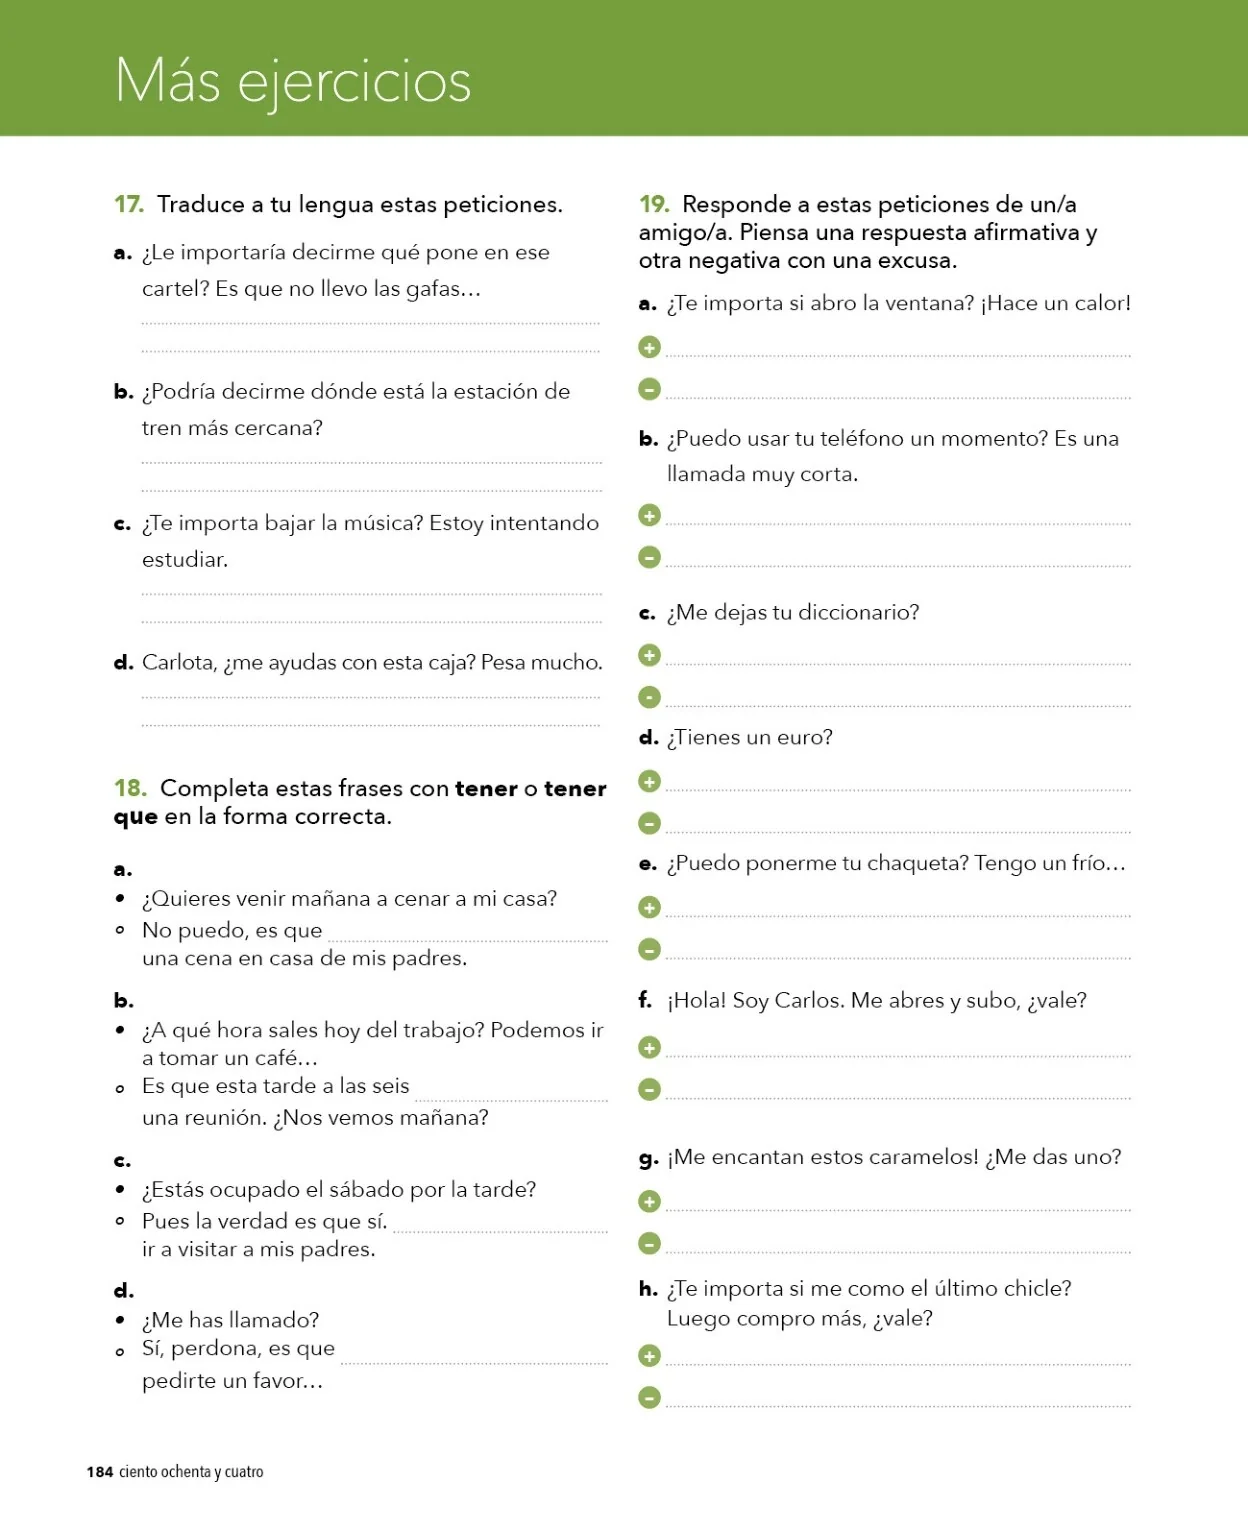 Más ejercicios
17. Traduce a tu lengua estas peticiones.
a. ¿Le importaría decirme qué pone en ese
cartel? Es que no llevo las gafas...
b. ¿Podría decirme dónde está la estación de
tren más cercana?
c. ¿Te importa bajar la música? Estoy intentando
estudiar.
d. Carlota, ¿me ayudas con esta caja? Pesa mucho.
18. Completa estas frases con tener o tener
que en la forma correcta.
a.
• ¿Quieres venir mañana a cenar a mi casa?
○ No puedo, es que
una cena en casa de mis padres.
b.
• ¿A qué hora sales hoy del trabajo? Podemos ir
a tomar un café...
○ Es que esta tarde a las seis
una reunión. ¿Nos vemos mañana?
c.
• ¿Estás ocupado el sábado por la tarde?
○ Pues la verdad es que sí.
ir a visitar a mis padres.
d.
• ¿Me has llamado?
○ Sí, perdona, es que
pedirte un favor...
19. Responde a estas peticiones de un/a
amigo/a. Piensa una respuesta afirmativa y
otra negativa con una excusa.
a. ¿Te importa si abro la ventana? ¡Hace un calor!
+
-
b. ¿Puedo usar tu teléfono un momento? Es una
llamada muy corta.
+
-
c. ¿Me dejas tu diccionario?
+
-
d. ¿Tienes un euro?
+
-
e. ¿Puedo ponerme tu chaqueta? Tengo un frío...
+
-
f. ¡Hola! Soy Carlos. Me abres y subo, ¿vale?
+
-
g. ¡Me encantan estos caramelos! ¿Me das uno?
+
-
h. ¿Te importa si me como el último chicle?
Luego compro más, ¿vale?
+
-
184 ciento ochenta y cuatro